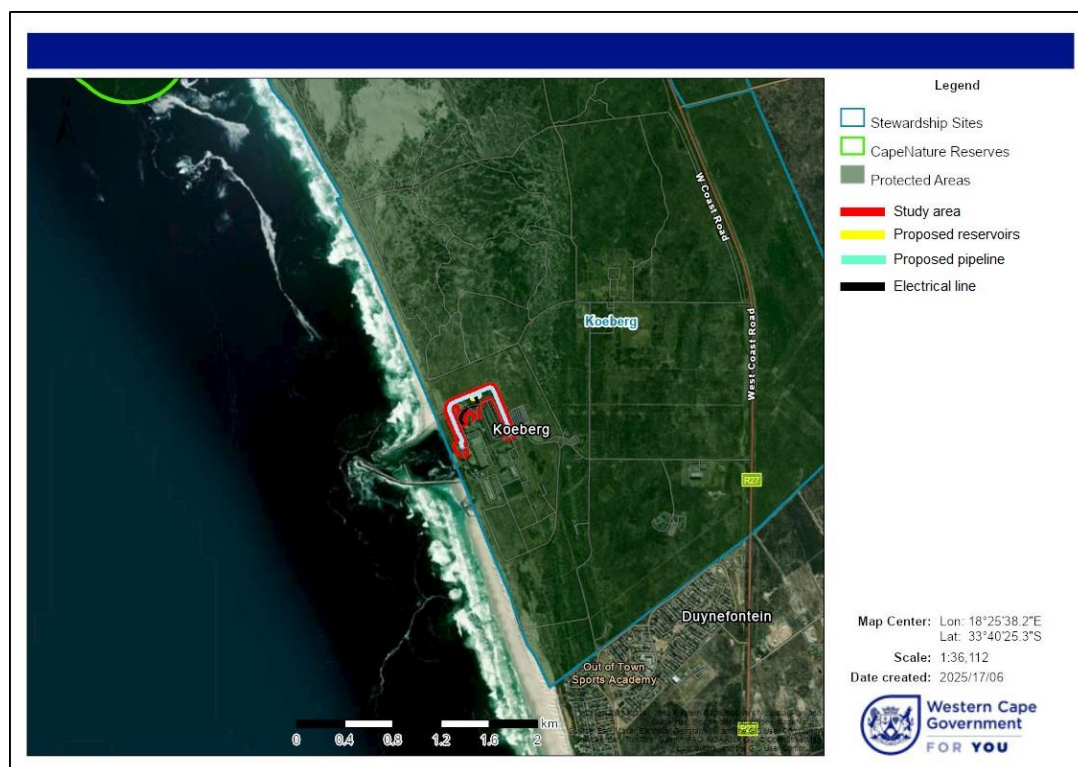 Legend
Stewardship Sites
CapeNature Reserves
Protected Areas
Study area
Proposed reservoirs
Proposed pipeline
Electrical line
N
W Coast Road
Koeberg
West Coast Road
Koeberg
R27
Duynefontein
Out of Town
Sports Academy
km
0 0.4 0.8 1.2 1.6 2
R27
Map Center: Lon: 18°25'38.2"E
Lat: 33°40'25.3"S
Scale: 1:36,112
Date created: 2025/17/06
Western Cape
Government
FOR YOU